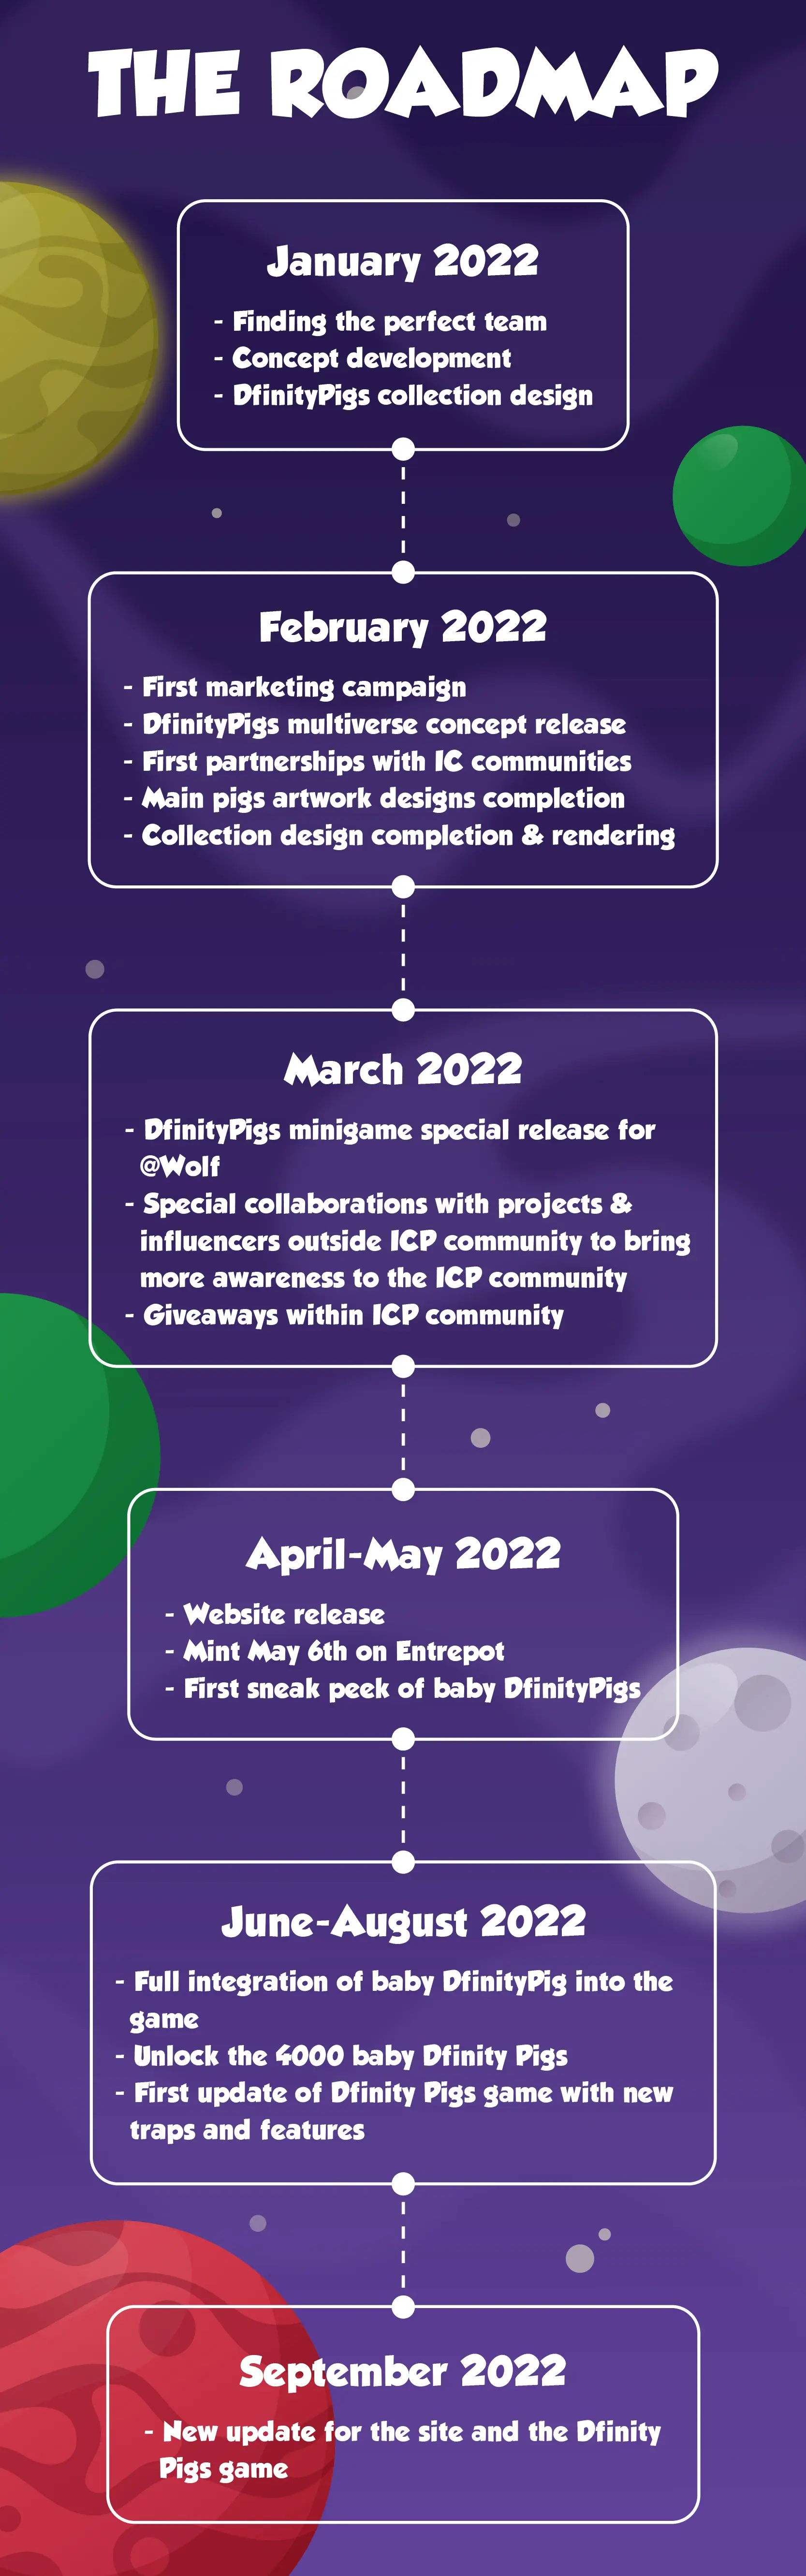 THE ROADMAP
January 2022
- Finding the perfect team
- Concept development
- DfinityPigs collection design
February 2022
- First marketing campaign
- DfinityPigs multiverse concept release
- First partnerships with IC communities
- Main pigs artwork designs completion
- Collection design completion & rendering
March 2022
- DfinityPigs minigame special release for
@Wolf
- Special collaborations with projects &
influencers outside ICP community to bring
more awareness to the ICP community
- Giveaways within ICP community
April-May 2022
- Website release
- Mint May 6th on Entrepot
- First sneak peek of baby DfinityPigs
June-August 2022
- Full integration of baby DfinityPig into the
game
- Unlock the 4000 baby Dfinity Pigs
- First update of Dfinity Pigs game with new
traps and features
September 2022
- New update for the site and the Dfinity
Pigs game